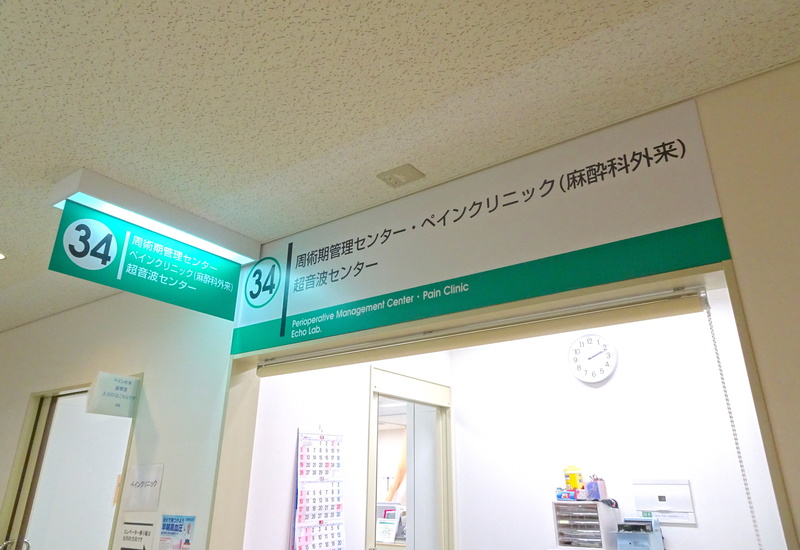 34
周術期管理センター
ペインクリニック(麻酔科外来)
超音波センター
34
周術期管理センター・ペインクリニック(麻酔科外来)
超音波センター
Perioperative Management Center・Pain Clinic
Echo Lab.
ペインクリニック